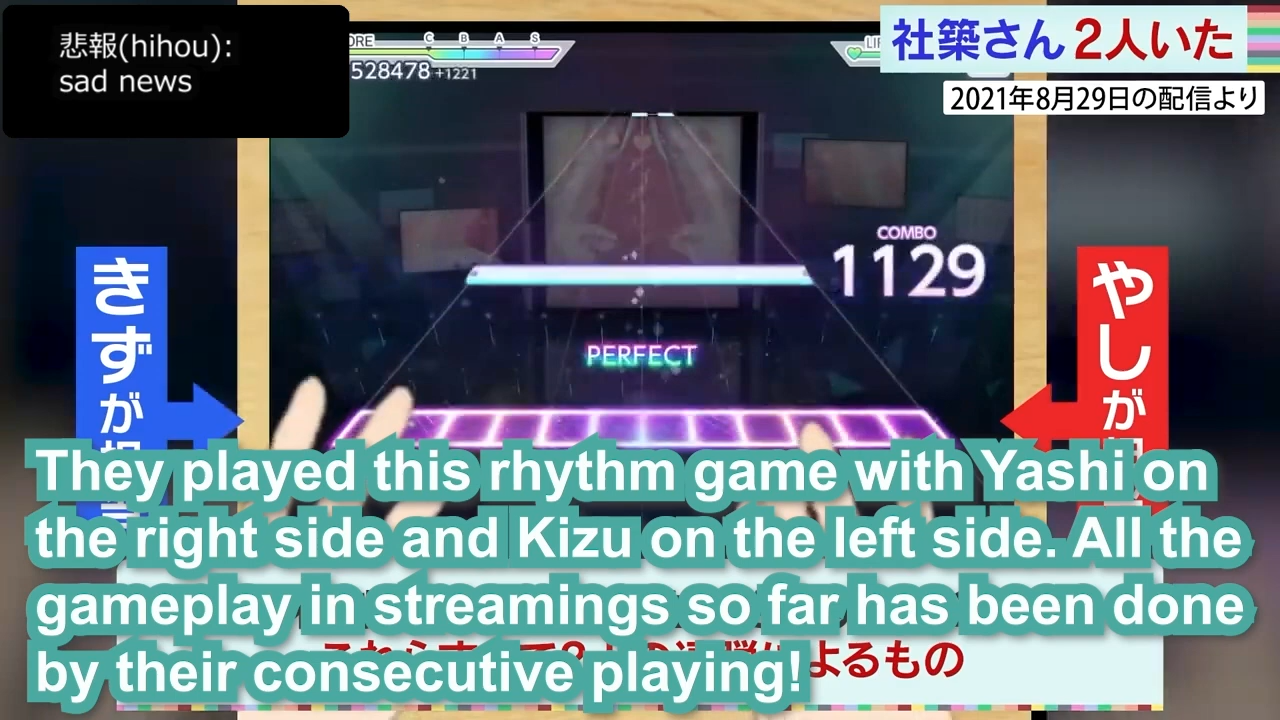 悲報(hihou):
sad news
C B A S
528478 +1221
社築さん2人いた
2021年8月29日の配信より
COMBO
1129
PERFECT
きずが
やしが
They played this rhythm game with Yashi on
the right side and Kizu on the left side. All the
gameplay in streamings so far has been done
by their consecutive playing!
よるもの